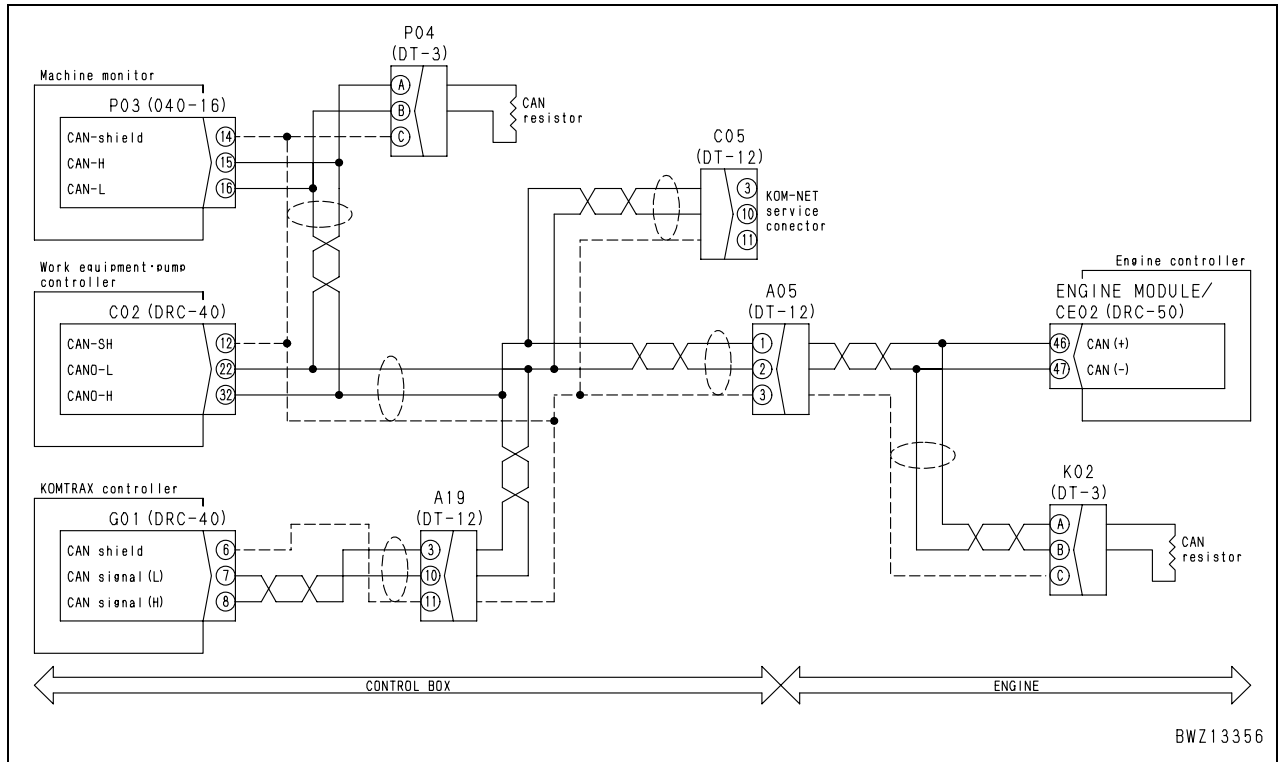 P04
(DT-3)
Machine monitor
P03 (040-16)
CAN-shield
14
CAN-H
15
CAN-L
16
A
B
C
CAN
resistor
C05
(DT-12)
3
10
11
KOM-NET
service
conector
Work equipment·pump
controller
C02 (DRC-40)
CAN-SH
12
CAN0-L
22
CAN0-H
32
A05
(DT-12)
1
2
3
Engine controller
ENGINE MODULE/
CE02 (DRC-50)
46
CAN (+)
47
CAN (-)
KOMTRAX controller
G01 (DRC-40)
CAN shield
6
CAN signal (L)
7
CAN signal (H)
8
A19
(DT-12)
3
10
11
K02
(DT-3)
A
B
C
CAN
resistor
CONTROL BOX
ENGINE
BWZ13356